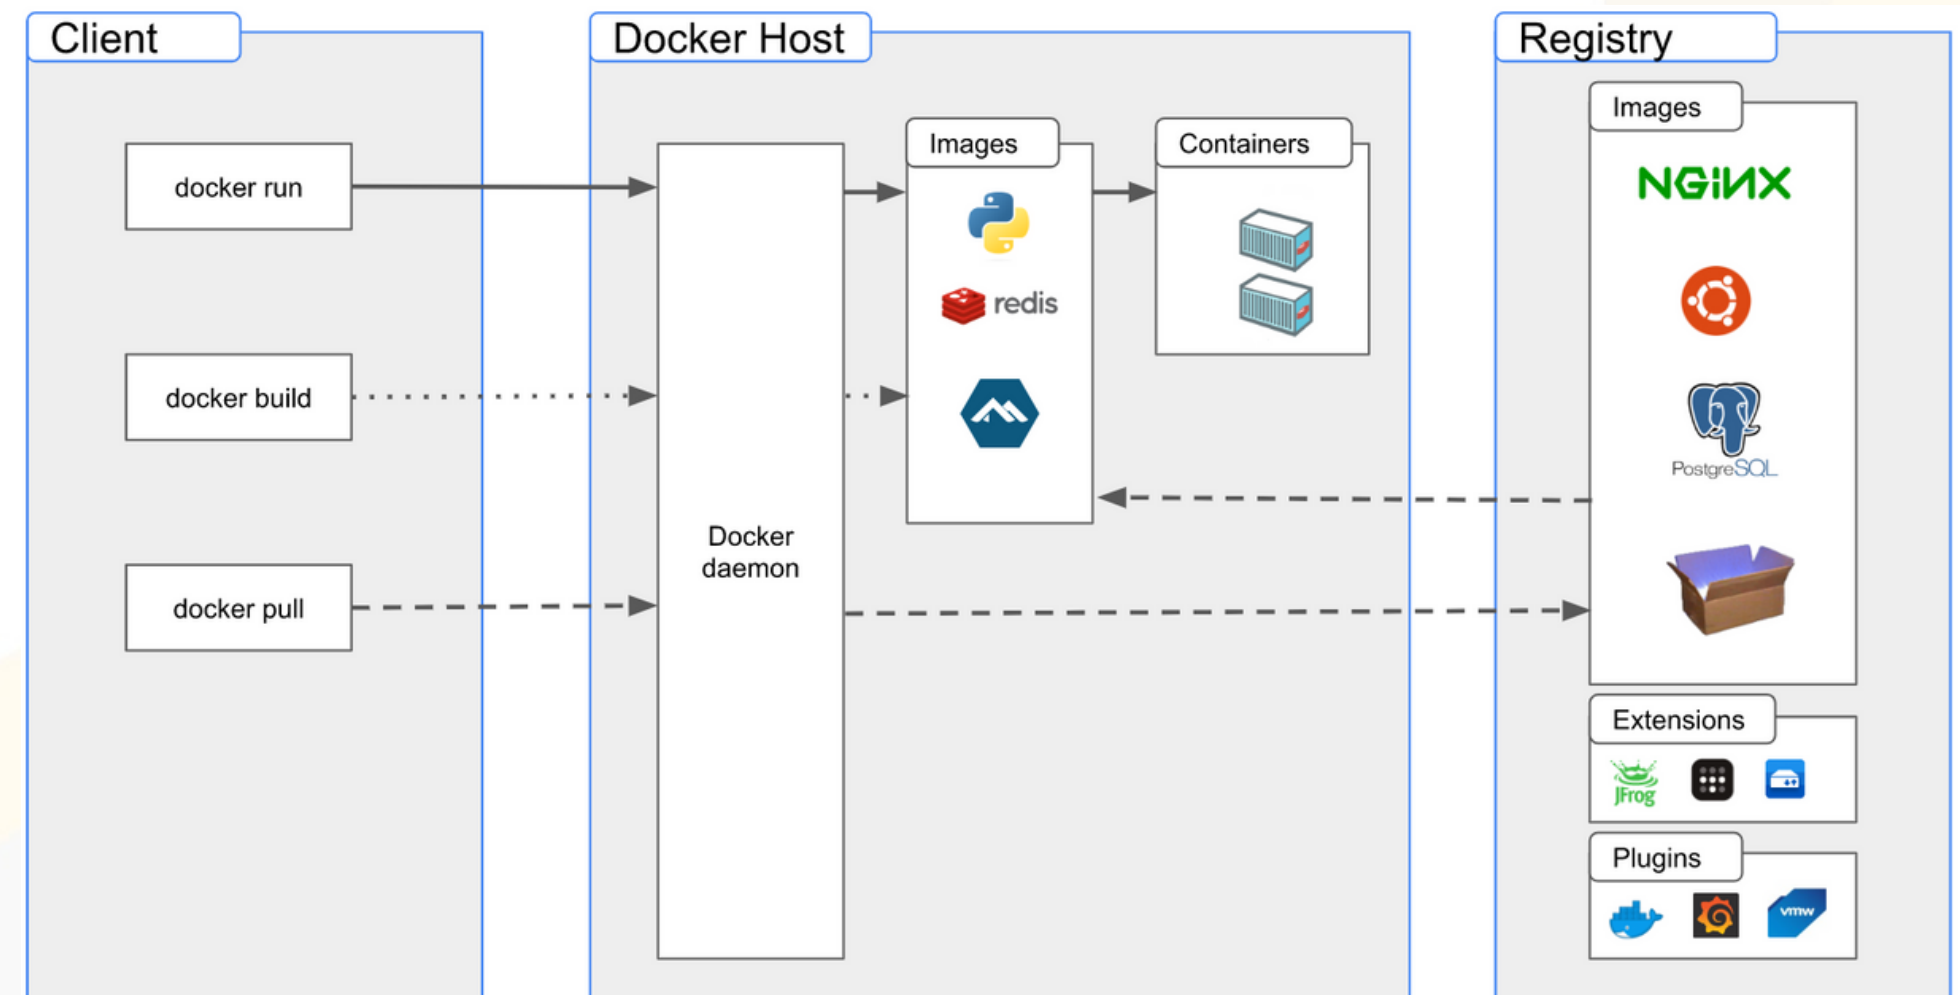 Client
docker run
docker build
docker pull
Docker Host
Docker
daemon
Images
redis
Containers
Registry
Images
NGINX
PostgreSQL
Extensions
JFrog
Plugins
vmw